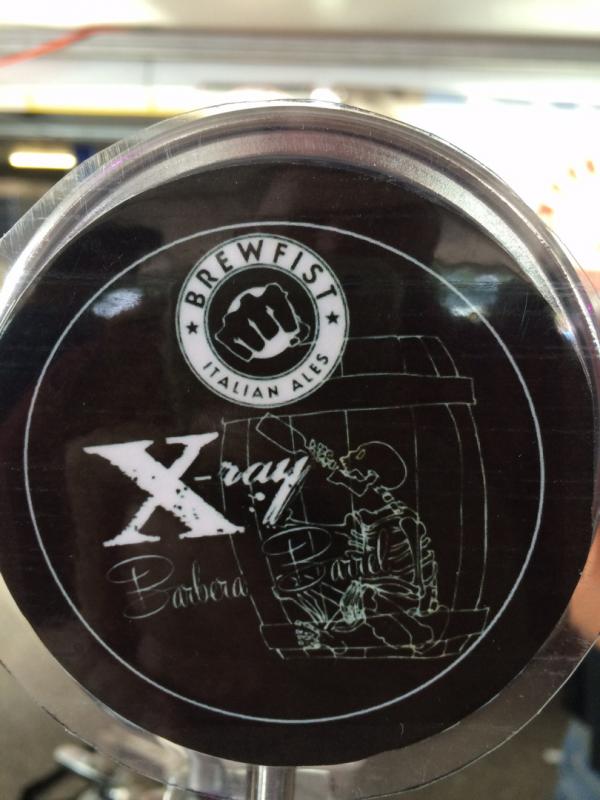 BREWFIST
ITALIAN ALES
X-ray
Barbera Barrel